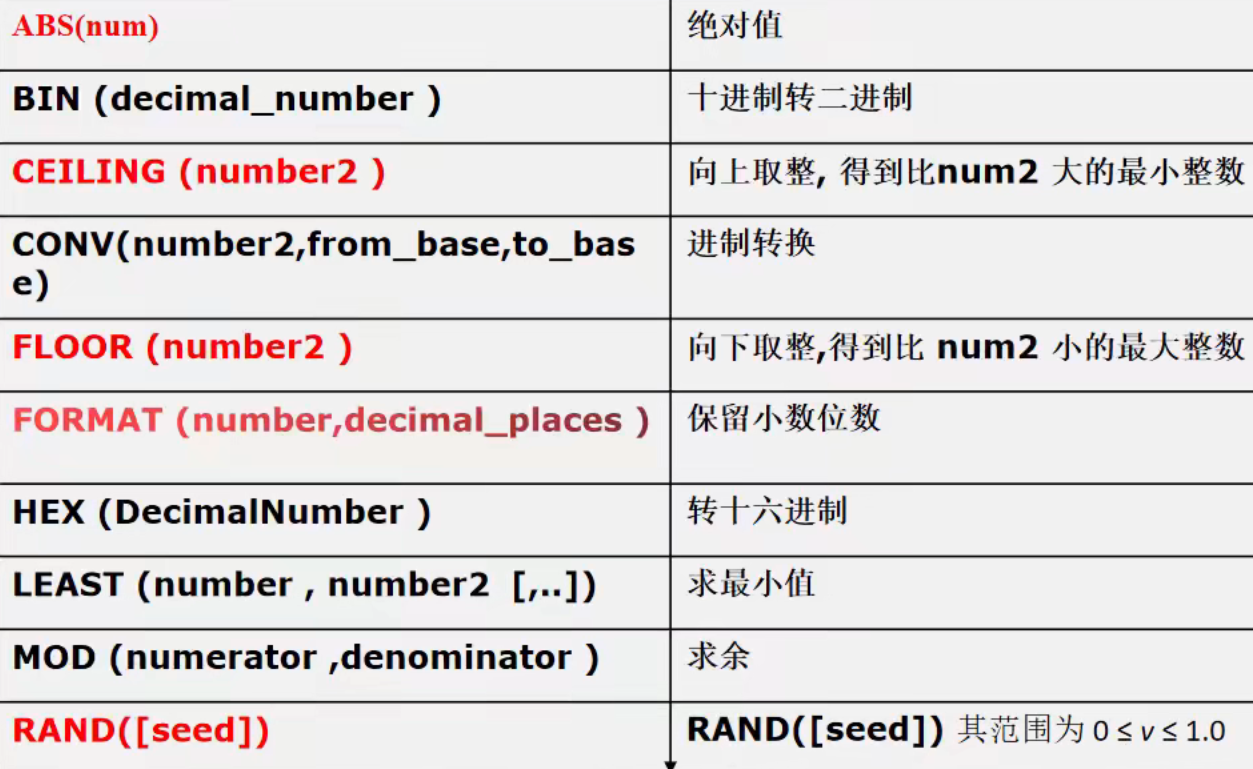 ABS(num)
绝对值
BIN (decimal_number )
十进制转二进制
CEILING (number2 )
向上取整, 得到比num2 大的最小整数
CONV(number2,from_base,to_bas
e)
进制转换
FLOOR (number2 )
向下取整,得到比 num2 小的最大整数
FORMAT (number,decimal_places )
保留小数位数
HEX (DecimalNumber )
转十六进制
LEAST (number , number2 [,..])
求最小值
MOD (numerator ,denominator )
求余
RAND([seed])
RAND([seed]) 其范围为 0 ≤ v ≤ 1.0